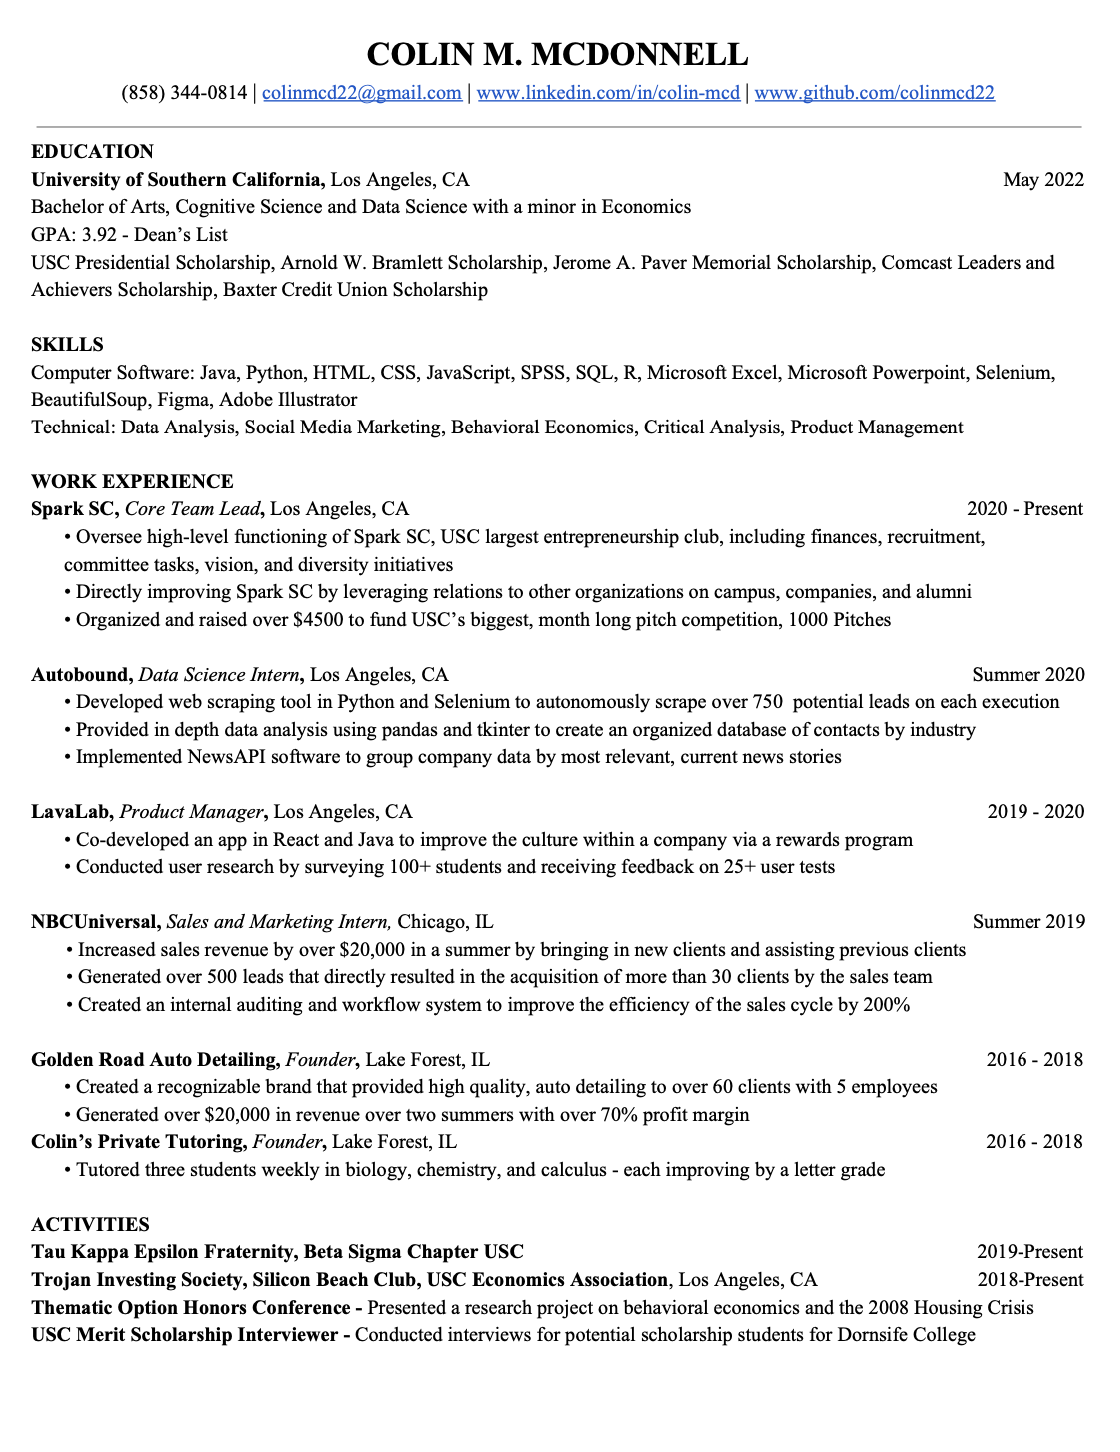 COLIN M. MCDONNELL
(858) 344-0814 | colinmcd22@gmail.com | www.linkedin.com/in/colin-mcd | www.github.com/colinmcd22
EDUCATION
University of Southern California, Los Angeles, CA May 2022
Bachelor of Arts, Cognitive Science and Data Science with a minor in Economics
GPA: 3.92 - Dean’s List
USC Presidential Scholarship, Arnold W. Bramlett Scholarship, Jerome A. Paver Memorial Scholarship, Comcast Leaders and
Achievers Scholarship, Baxter Credit Union Scholarship
SKILLS
Computer Software: Java, Python, HTML, CSS, JavaScript, SPSS, SQL, R, Microsoft Excel, Microsoft Powerpoint, Selenium,
BeautifulSoup, Figma, Adobe Illustrator
Technical: Data Analysis, Social Media Marketing, Behavioral Economics, Critical Analysis, Product Management
WORK EXPERIENCE
Spark SC, Core Team Lead, Los Angeles, CA 2020 - Present
• Oversee high-level functioning of Spark SC, USC largest entrepreneurship club, including finances, recruitment,
committee tasks, vision, and diversity initiatives
• Directly improving Spark SC by leveraging relations to other organizations on campus, companies, and alumni
• Organized and raised over $4500 to fund USC’s biggest, month long pitch competition, 1000 Pitches
Autobound, Data Science Intern, Los Angeles, CA Summer 2020
• Developed web scraping tool in Python and Selenium to autonomously scrape over 750 potential leads on each execution
• Provided in depth data analysis using pandas and tkinter to create an organized database of contacts by industry
• Implemented NewsAPI software to group company data by most relevant, current news stories
LavaLab, Product Manager, Los Angeles, CA 2019 - 2020
• Co-developed an app in React and Java to improve the culture within a company via a rewards program
• Conducted user research by surveying 100+ students and receiving feedback on 25+ user tests
NBCUniversal, Sales and Marketing Intern, Chicago, IL Summer 2019
• Increased sales revenue by over $20,000 in a summer by bringing in new clients and assisting previous clients
• Generated over 500 leads that directly resulted in the acquisition of more than 30 clients by the sales team
• Created an internal auditing and workflow system to improve the efficiency of the sales cycle by 200%
Golden Road Auto Detailing, Founder, Lake Forest, IL 2016 - 2018
• Created a recognizable brand that provided high quality, auto detailing to over 60 clients with 5 employees
• Generated over $20,000 in revenue over two summers with over 70% profit margin
Colin’s Private Tutoring, Founder, Lake Forest, IL 2016 - 2018
• Tutored three students weekly in biology, chemistry, and calculus - each improving by a letter grade
ACTIVITIES
Tau Kappa Epsilon Fraternity, Beta Sigma Chapter USC 2019-Present
Trojan Investing Society, Silicon Beach Club, USC Economics Association, Los Angeles, CA 2018-Present
Thematic Option Honors Conference - Presented a research project on behavioral economics and the 2008 Housing Crisis
USC Merit Scholarship Interviewer - Conducted interviews for potential scholarship students for Dornsife College